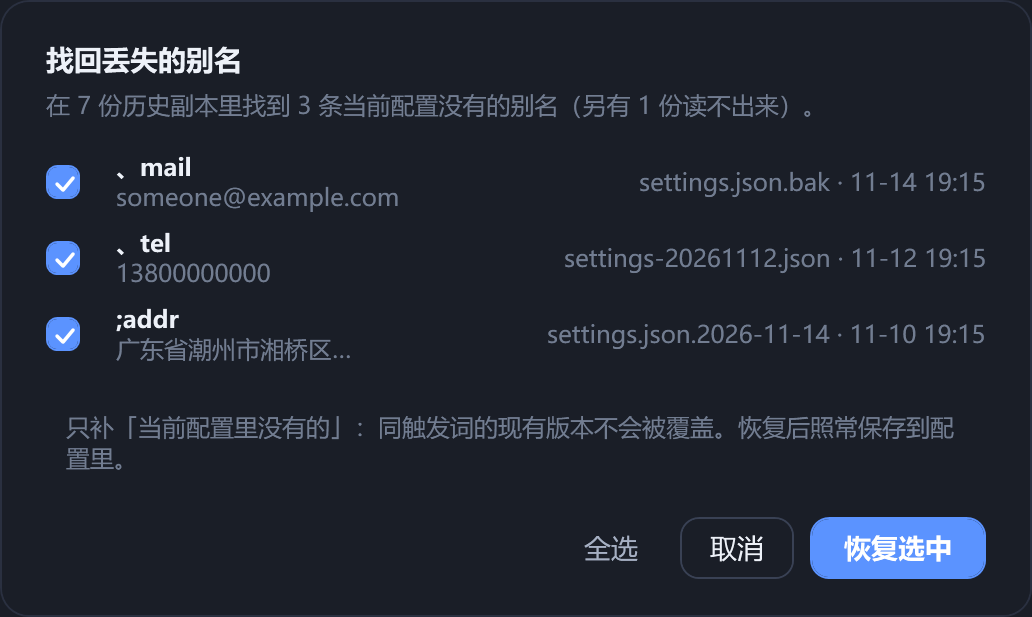 找回丢失的别名
在 7 份历史副本里找到 3 条当前配置没有的别名（另有 1 份读不出来）。
、mail
someone@example.com
settings.json.bak · 11-14 19:15
、tel
13800000000
settings-20261112.json · 11-12 19:15
;addr
广东省潮州市湘桥区…
settings.json.2026-11-14 · 11-10 19:15
只补「当前配置里没有的」：同触发词的现有版本不会被覆盖。恢复后照常保存到配
置里。
全选
取消
恢复选中